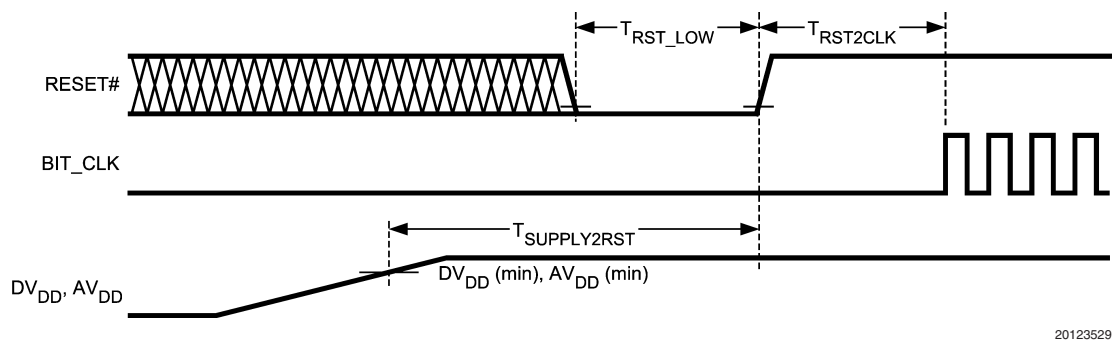 T_RST_LOW
T_RST2CLK
RESET#
BIT_CLK
T_SUPPLY2RST
DV_DD (min), AV_DD (min)
DV_DD, AV_DD
20123529